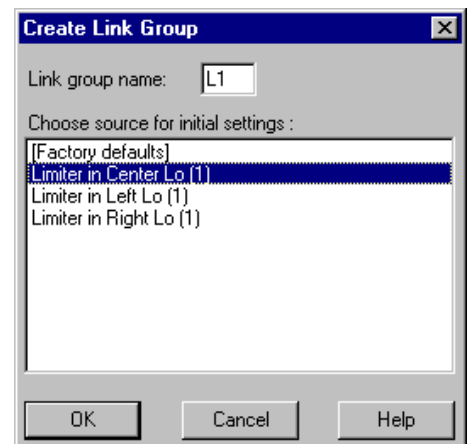 Create Link Group
Link group name: L1
Choose source for initial settings :
[Factory defaults]
Limiter in Center Lo (1)
Limiter in Left Lo (1)
Limiter in Right Lo (1)
OK Cancel Help